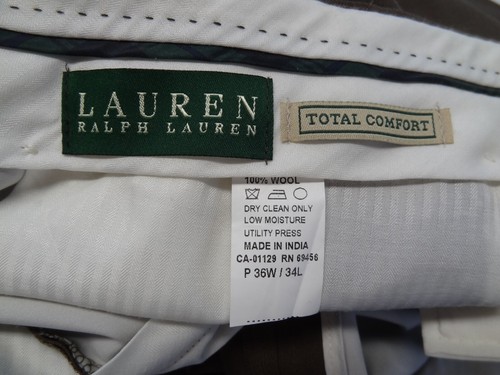 LAUREN
RALPH LAUREN
TOTAL COMFORT
100% WOOL
DRY CLEAN ONLY
LOW MOISTURE
UTILITY PRESS
MADE IN INDIA
CA-01129 RN 69456
P 36W / 34L